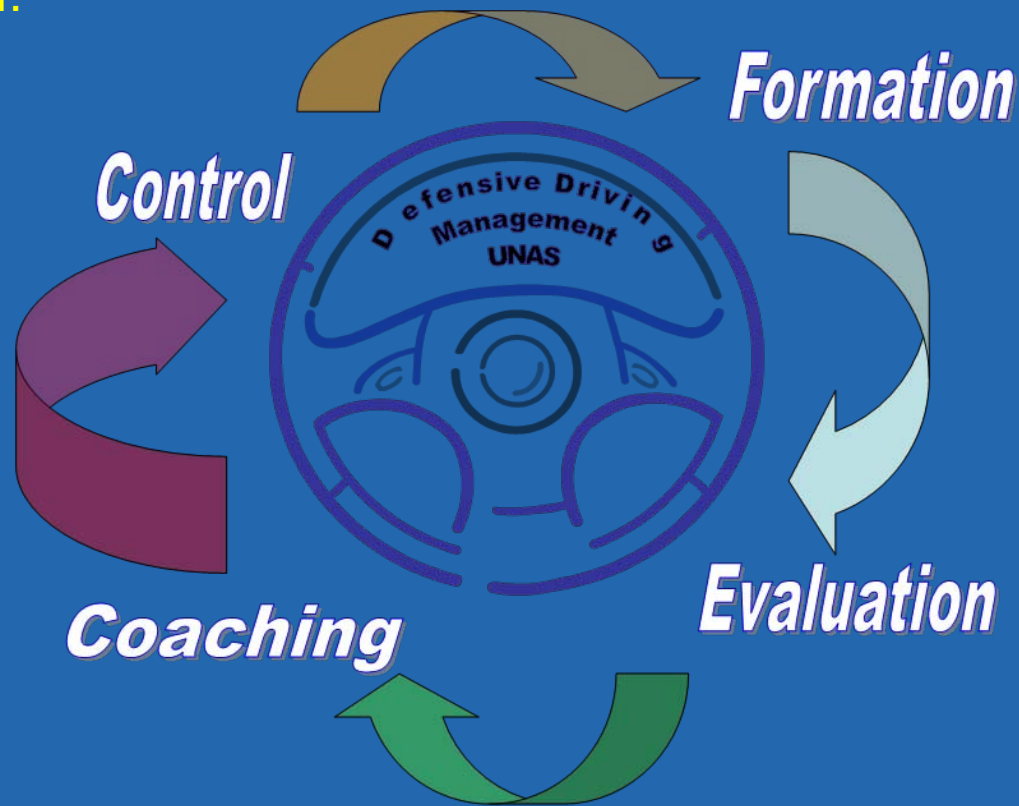 Formation
Control
Defensive Driving
Management
UNAS
Evaluation
Coaching